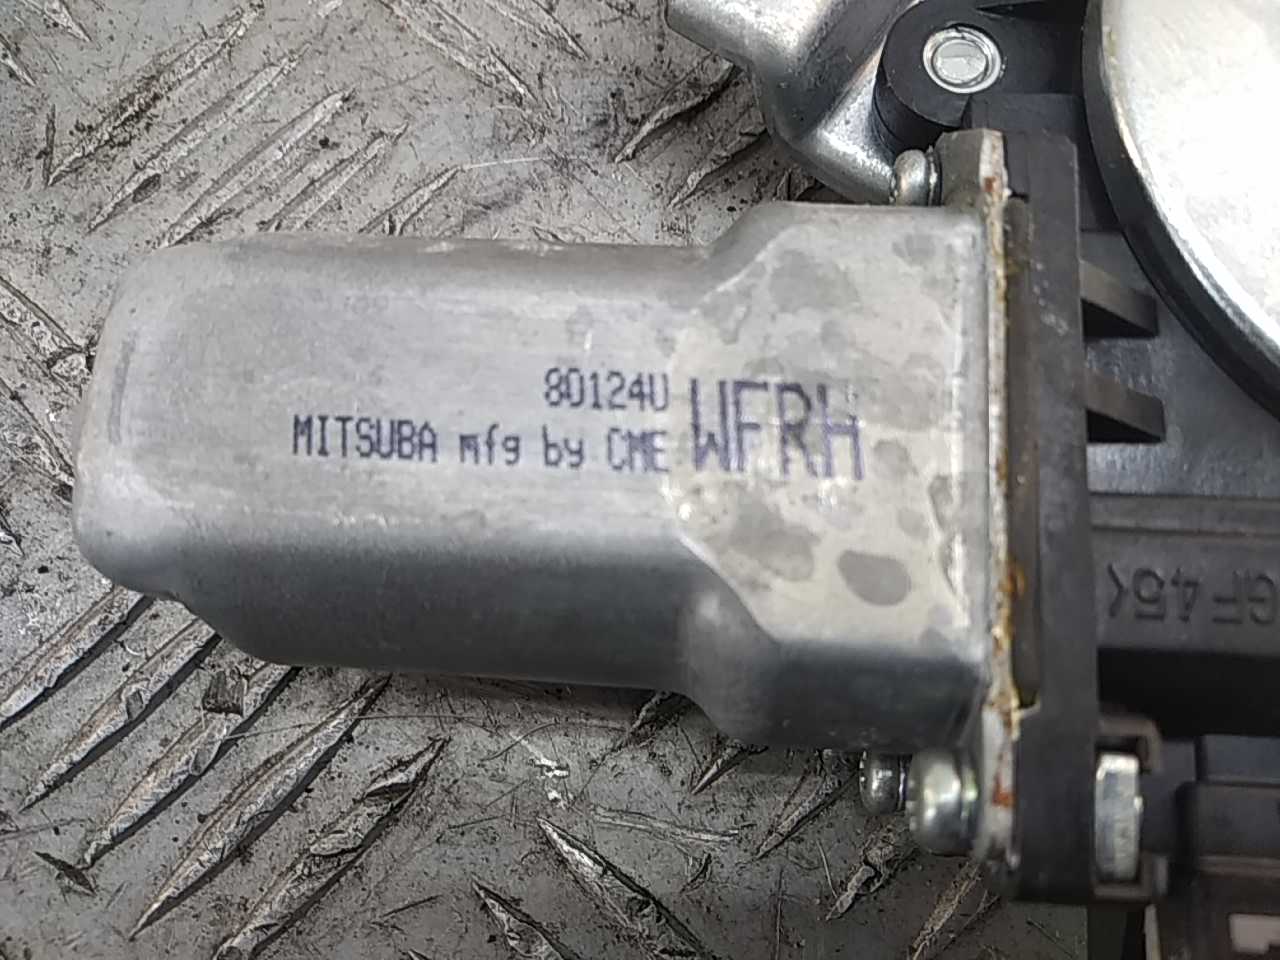 80124U
MITSUBA mfg by CME WFRH
GF45<